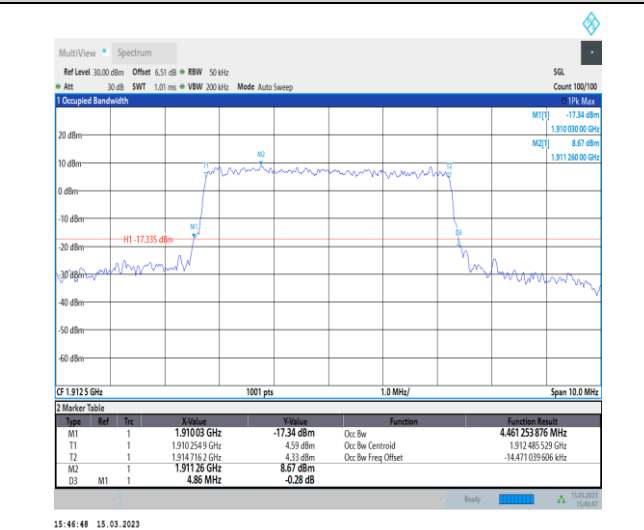 MultiView Spectrum
Ref Level 30.00 dBm Offset 6.51 dB RBW 50 kHz SGL
Att 30 dB SWT 1.01 ms VBW 200 kHz Mode Auto Sweep Count 100/100
1 Occupied Bandwidth 1Pk Max
M1[1] -17.34 dBm
1.910 030 00 GHz
M2[1] 8.67 dBm
1.911 260 00 GHz
20 dBm
M2
T1 T2
10 dBm
0 dBm
-10 dBm
M1
D3
H1 -17.335 dBm
-20 dBm
-30 dBm
-40 dBm
-50 dBm
-60 dBm
CF 1.912 5 GHz 1001 pts 1.0 MHz/ Span 10.0 MHz
2 Marker Table
Type Ref Trc X-Value Y-Value Function Function Result
M1 1 1.91003 GHz -17.34 dBm Occ Bw 4.461 253 876 MHz
T1 1 1.910 254 9 GHz 4.59 dBm Occ Bw Centroid 1.912 485 529 GHz
T2 1 1.914 716 2 GHz 4.33 dBm Occ Bw Freq Offset -14.471 039 606 kHz
M2 1 1.911 26 GHz 8.67 dBm
D3 M1 1 4.86 MHz -0.28 dB
Ready 15.03.2023
15:46:47
15:46:48 15.03.2023